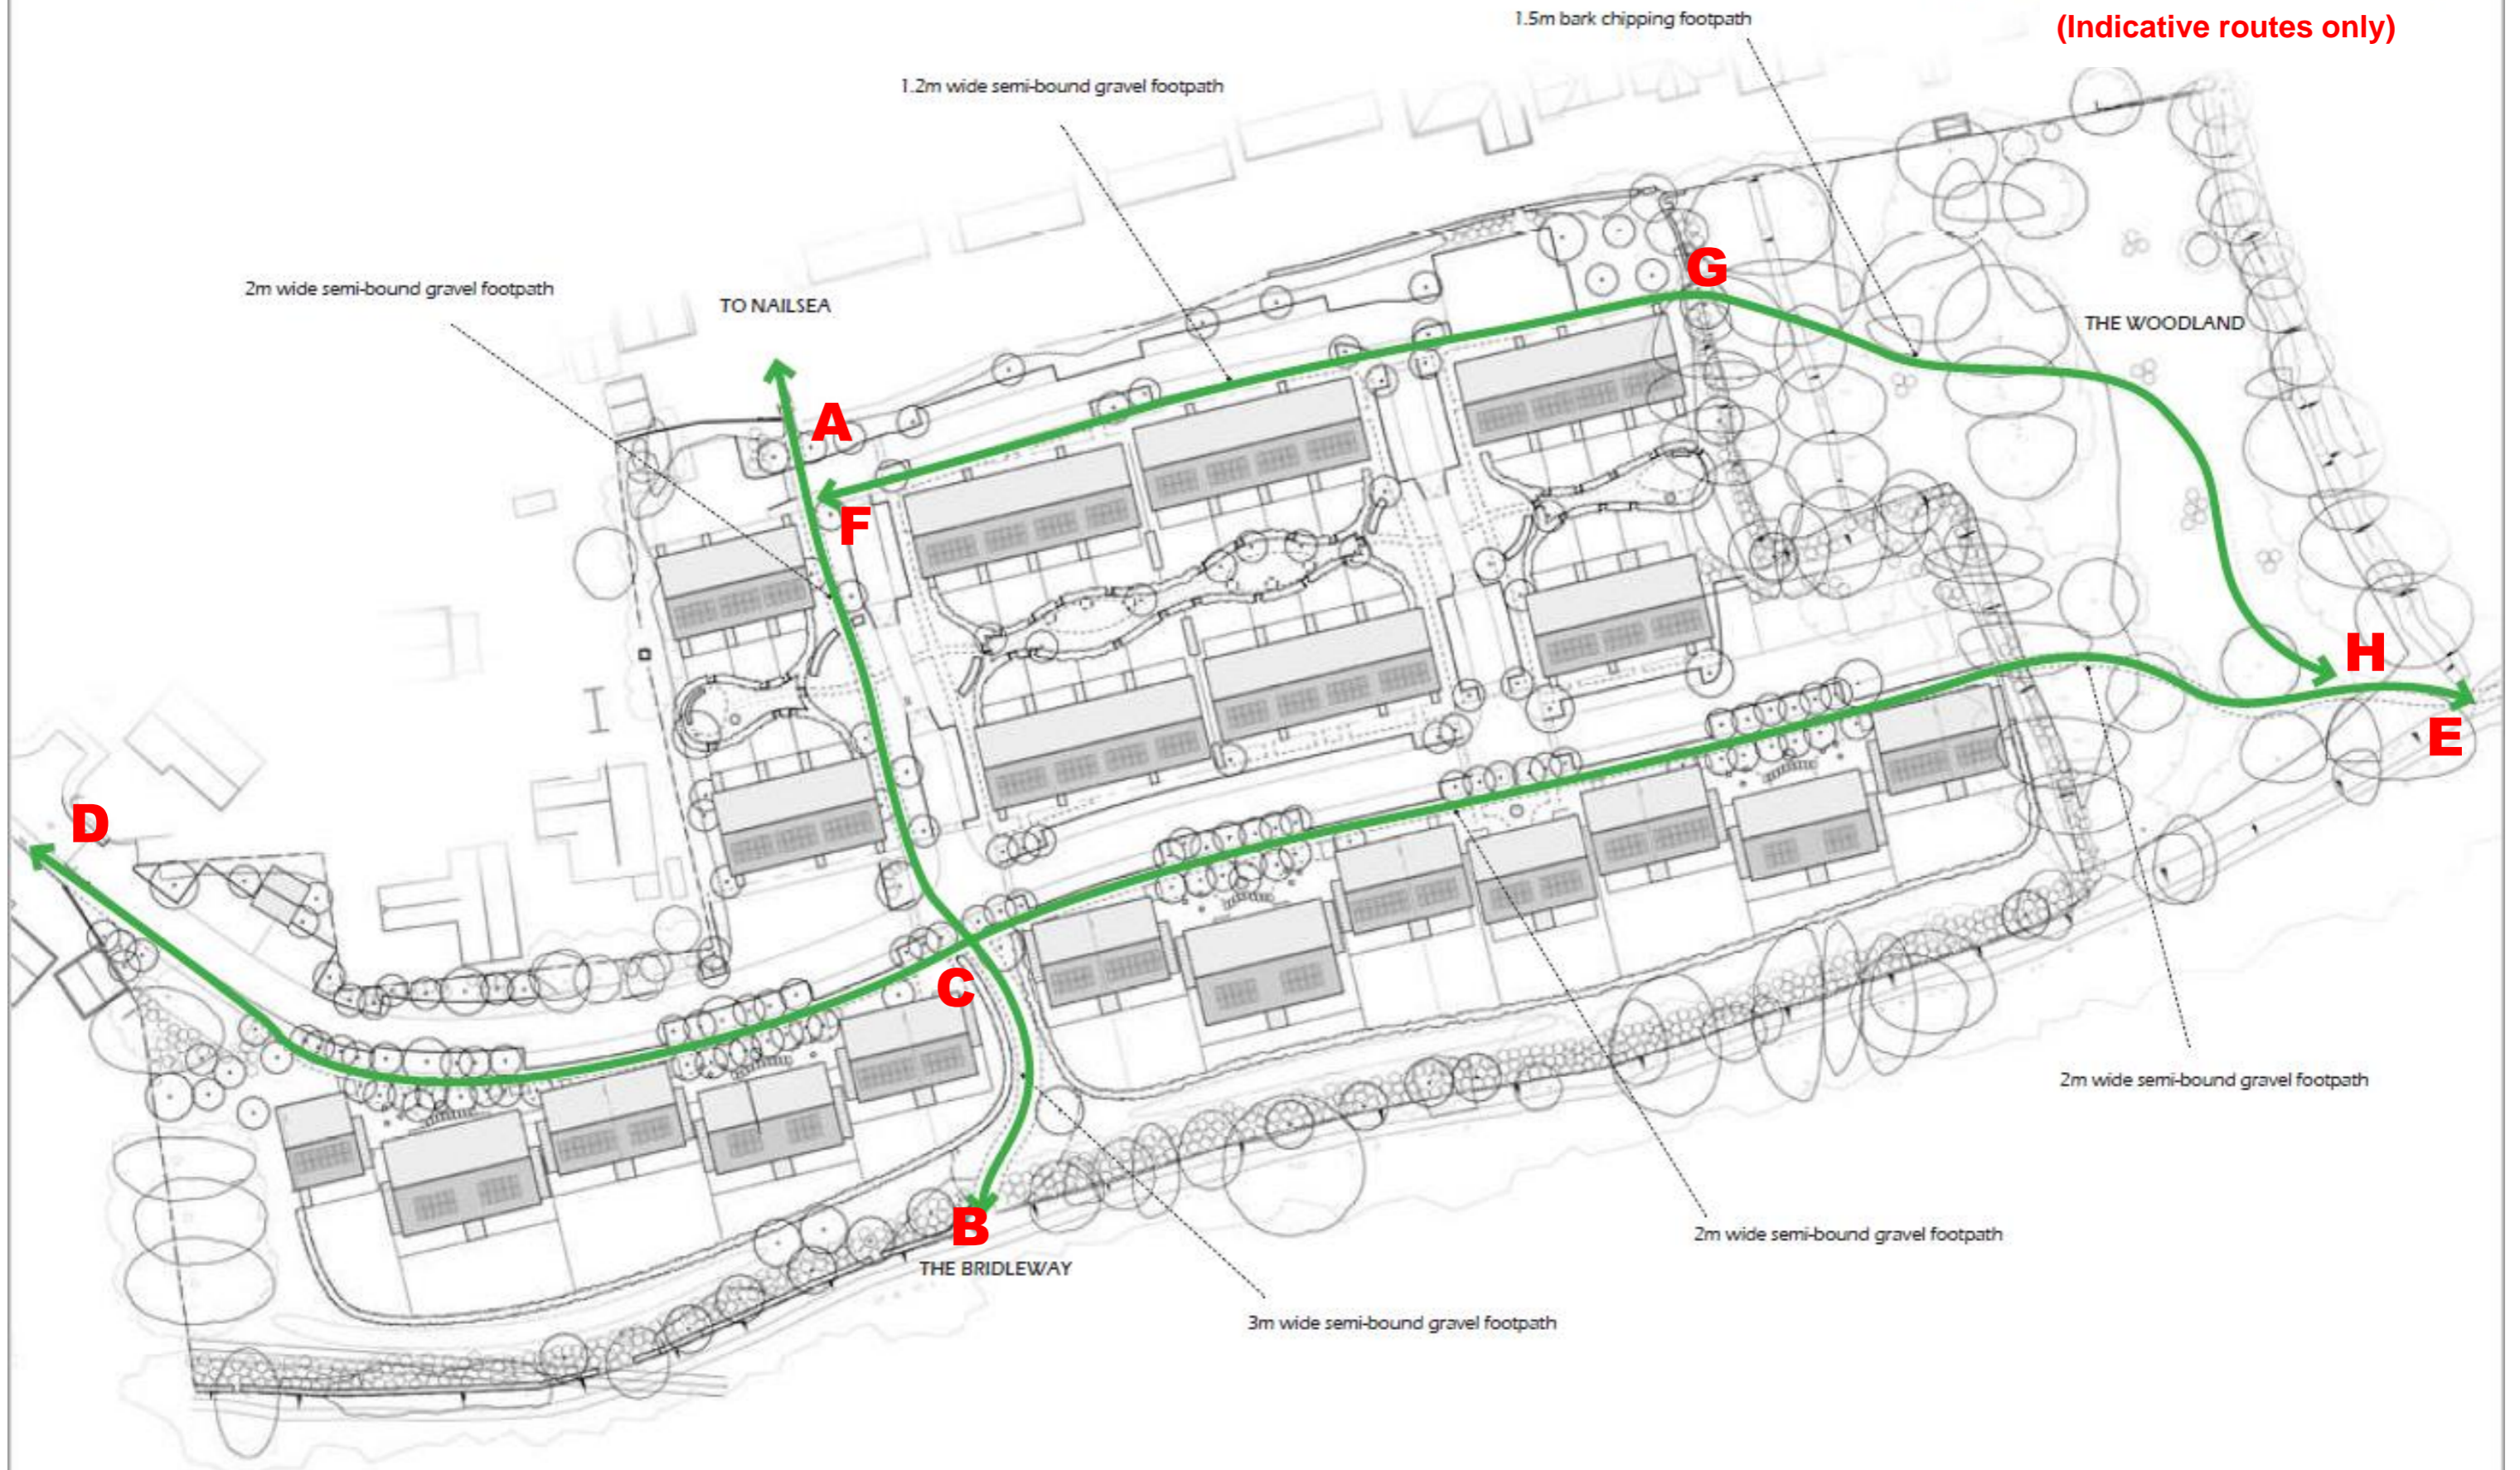 1.5m bark chipping footpath
(Indicative routes only)
1.2m wide semi-bound gravel footpath
G
2m wide semi-bound gravel footpath
TO NAILSEA
THE WOODLAND
A
F
H
E
D
C
2m wide semi-bound gravel footpath
B
2m wide semi-bound gravel footpath
THE BRIDLEWAY
3m wide semi-bound gravel footpath